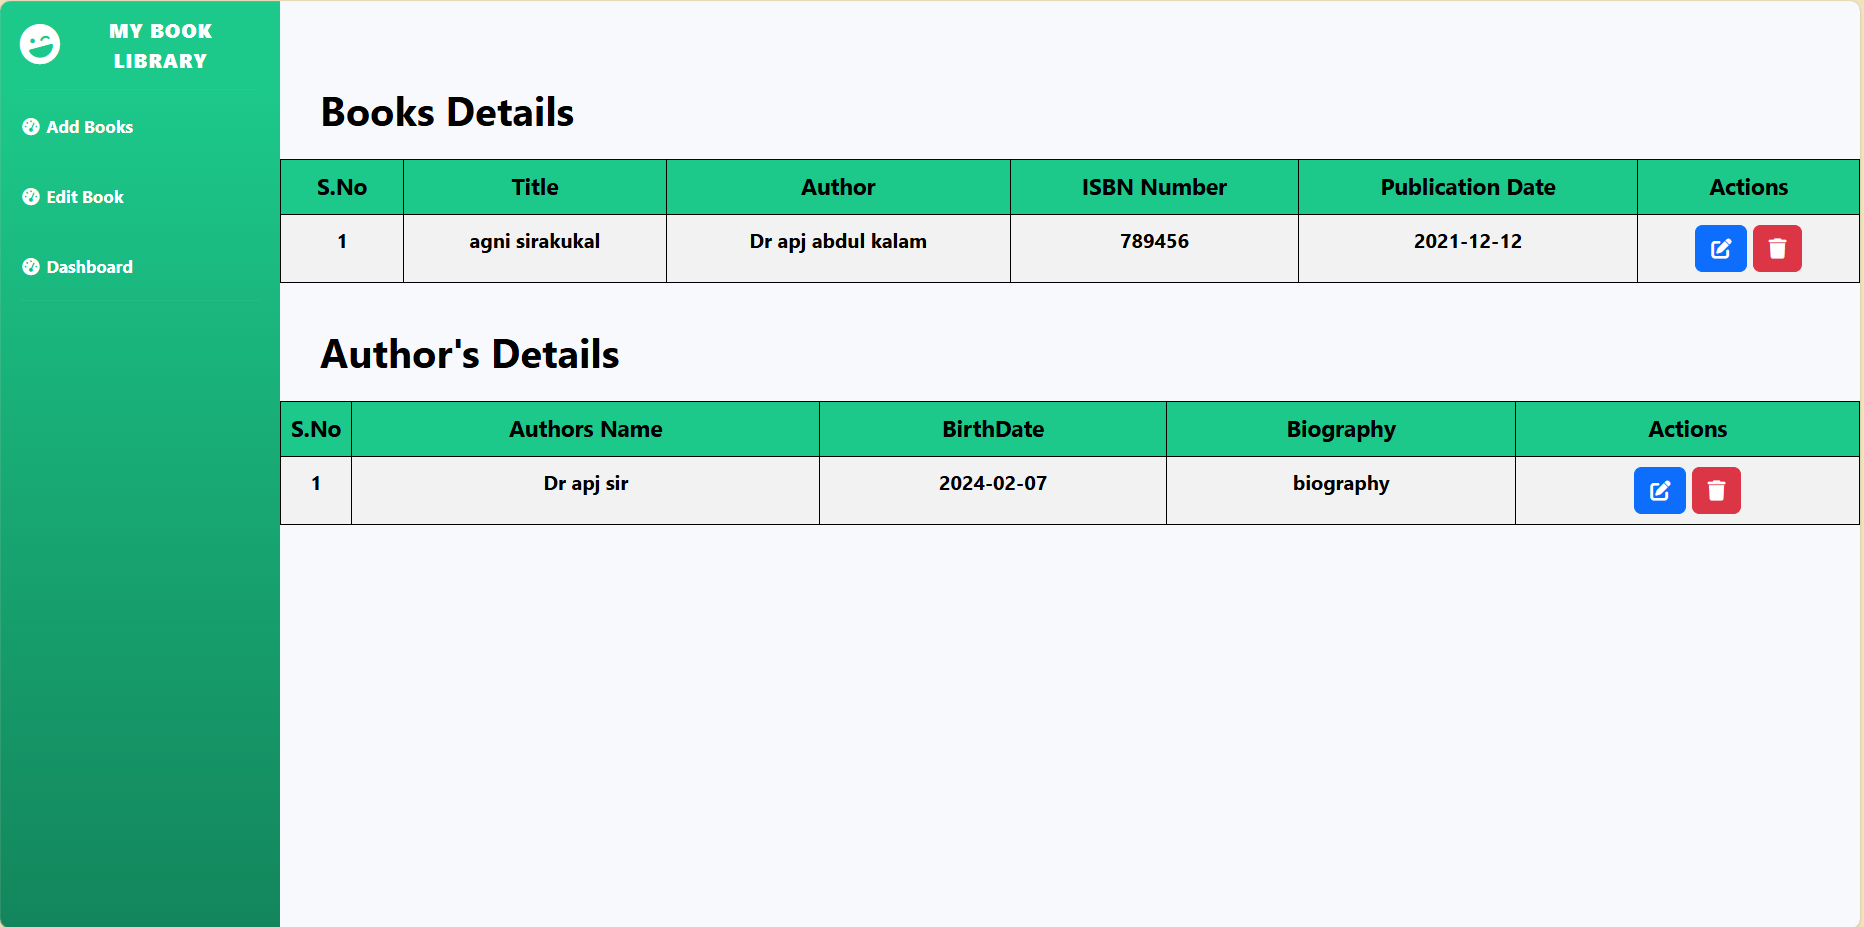 MY BOOK
LIBRARY
Add Books
Edit Book
Dashboard
Books Details
S.No Title Author ISBN Number Publication Date Actions
1 agni sirakukal Dr apj abdul kalam 789456 2021-12-12
Author's Details
S.No Authors Name BirthDate Biography Actions
1 Dr apj sir 2024-02-07 biography